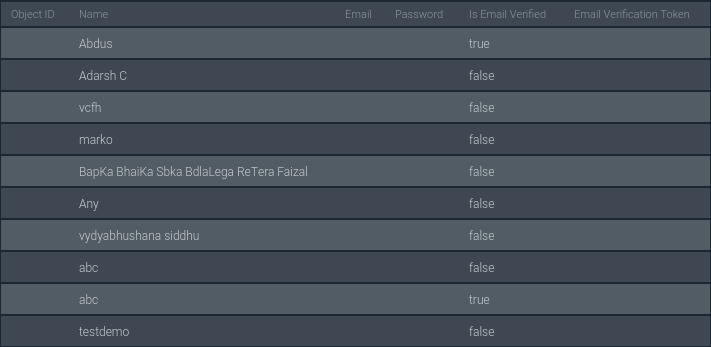 Object ID Name Email Password Is Email Verified Email Verification Token
Abdus true
Adarsh C false
vcfh false
marko false
BapKa BhaiKa Sbka BdlaLega ReTera Faizal false
Any false
vydyabhushana siddhu false
abc false
abc true
testdemo false